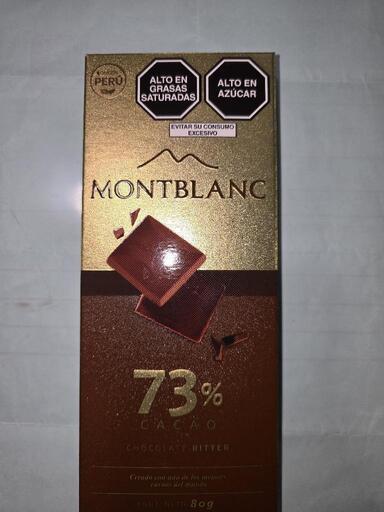 PERÚ
ALTO EN
GRASAS
SATURADAS
ALTO EN
AZÚCAR
EVITAR SU CONSUMO
EXCESIVO
MONTBLANC
73%
CACAO
CHOCOLATE BITTER
Creado con uno de los mejores
cacaos del mundo
80g